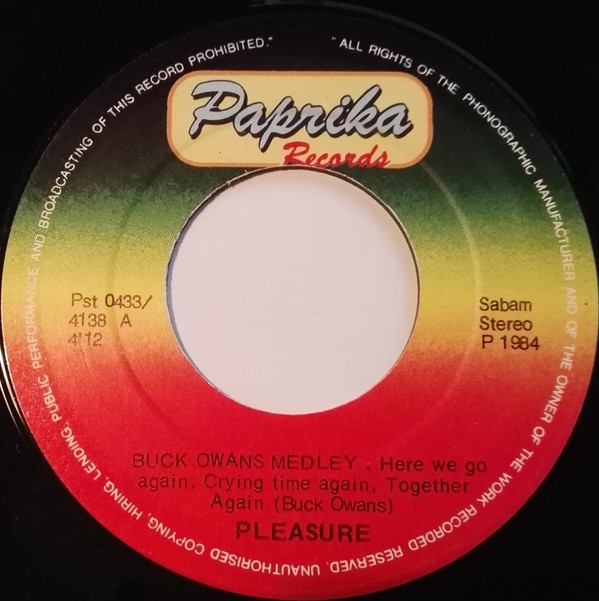 "ALL RIGHTS OF THE PHONOGRAPHIC MANUFACTURER AND OF THE OWNER OF THE WORK RECORDED RESERVED. UNAUTHORISED COPYING, HIRING, LENDING, PUBLIC PERFORMANCE AND BROADCASTING OF THIS RECORD PROHIBITED."
Paprika
Records
Pst 0433/
4138 A
4'12
Sabam
Stereo
P 1984
BUCK OWANS MEDLEY . Here we go
again, Crying time again, Together
Again (Buck Owans)
PLEASURE